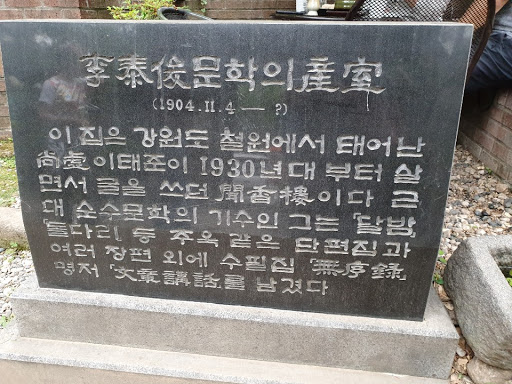 李泰俊문학의産室
(1904.11.4 — ?)
이 집은 강원도 철원에서 태어난
尙虛 이태준이 1930년대 부터 살
면서 글을 쓰던 聞香樓이다 근
대 순수문학의 기수인 그는 「달밤」
「돌다리」 등 주옥 같은 단편집과
여러 장편 외에 수필집 「無序錄」
명저 「文章講話」를 남겼다